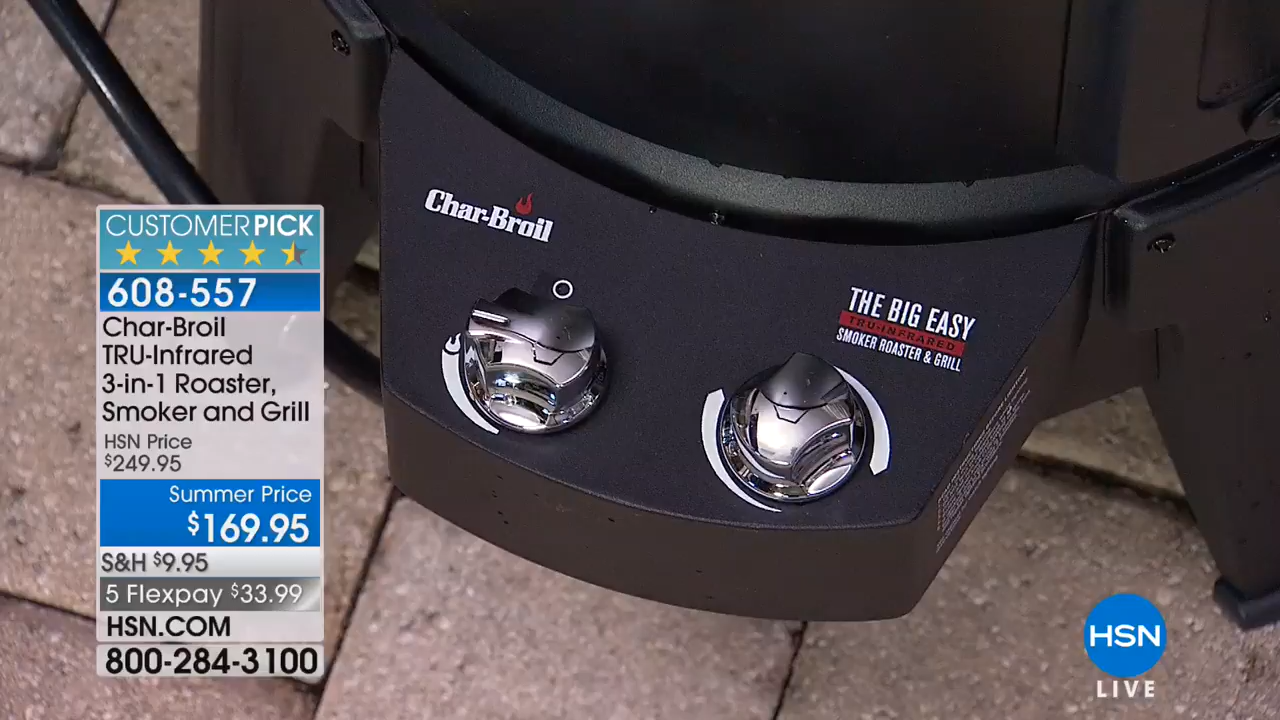 CUSTOMER PICK
608-557
Char-Broil
TRU-Infrared
3-in-1 Roaster,
Smoker and Grill
HSN Price
$249.95
Summer Price
$169.95
S&H $9.95
5 Flexpay $33.99
HSN.COM
800-284-3100
Char-Broil
THE BIG EASY
TRU-INFRARED
SMOKER ROASTER & GRILL
HSN
LIVE